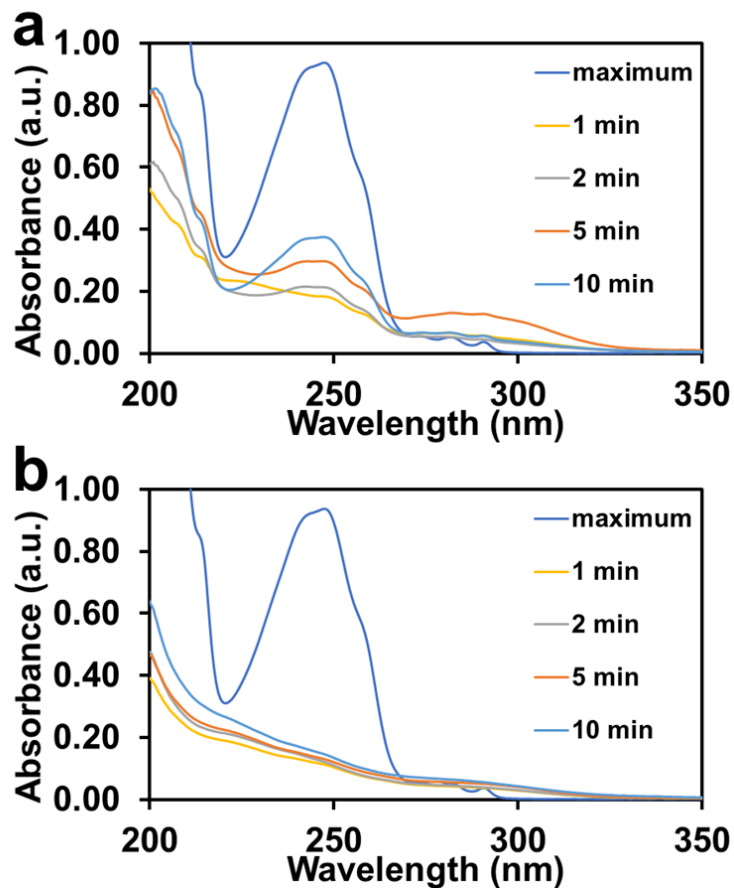 a
1.00
0.80
0.60
0.40
0.20
0.00
Absorbance (a.u.)
maximum
1 min
2 min
5 min
10 min
200 250 300 350
Wavelength (nm)
b
1.00
0.80
0.60
0.40
0.20
0.00
Absorbance (a.u.)
maximum
1 min
2 min
5 min
10 min
200 250 300 350
Wavelength (nm)